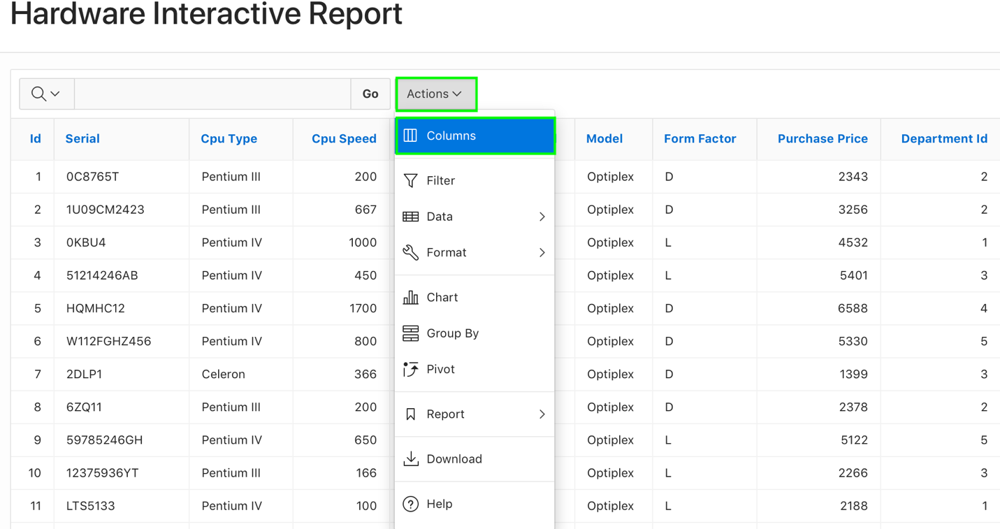 Hardware Interactive Report
Go
Actions
Id Serial Cpu Type Cpu Speed Model Form Factor Purchase Price Department Id
1 0C8765T Pentium III 200 Optiplex D 2343 2
2 1U09CM2423 Pentium III 667 Optiplex D 3256 2
3 0KBU4 Pentium IV 1000 Optiplex L 4532 1
4 51214246AB Pentium IV 450 Optiplex L 5401 3
5 HQMHC12 Pentium IV 1700 Optiplex D 6588 4
6 W112FGHZ456 Pentium IV 800 Optiplex D 5330 5
7 2DLP1 Celeron 366 Optiplex D 1399 3
8 6ZQ11 Pentium III 200 Optiplex D 2378 2
9 59785246GH Pentium IV 650 Optiplex L 5122 5
10 12375936YT Pentium III 166 Optiplex L 2266 3
11 LTS5133 Pentium IV 100 Optiplex L 2188 1
Columns
Filter
Data
Format
Chart
Group By
Pivot
Report
Download
Help